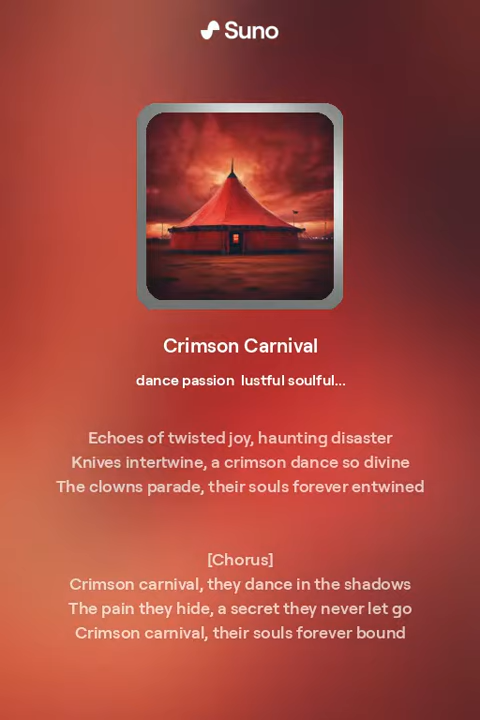 Suno
Crimson Carnival
dance passion  lustful soulful...
Echoes of twisted joy, haunting disaster
Knives intertwine, a crimson dance so divine
The clowns parade, their souls forever entwined
[Chorus]
Crimson carnival, they dance in the shadows
The pain they hide, a secret they never let go
Crimson carnival, their souls forever bound